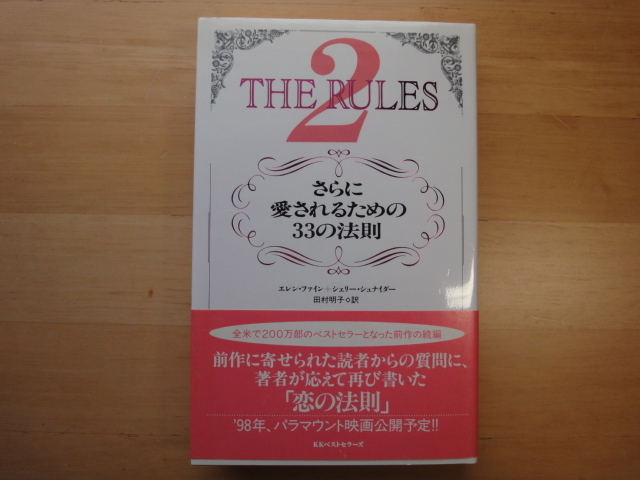 2
THE RULES
さらに
愛されるための
33の法則
エレン・ファイン+シェリー・シュナイダー
田村明子◇訳
全米で200万部のベストセラーとなった前作の続編
前作に寄せられた読者からの質問に、
著者が応えて再び書いた
「恋の法則」
'98年、パラマウント映画公開予定!!
KKベストセラーズ